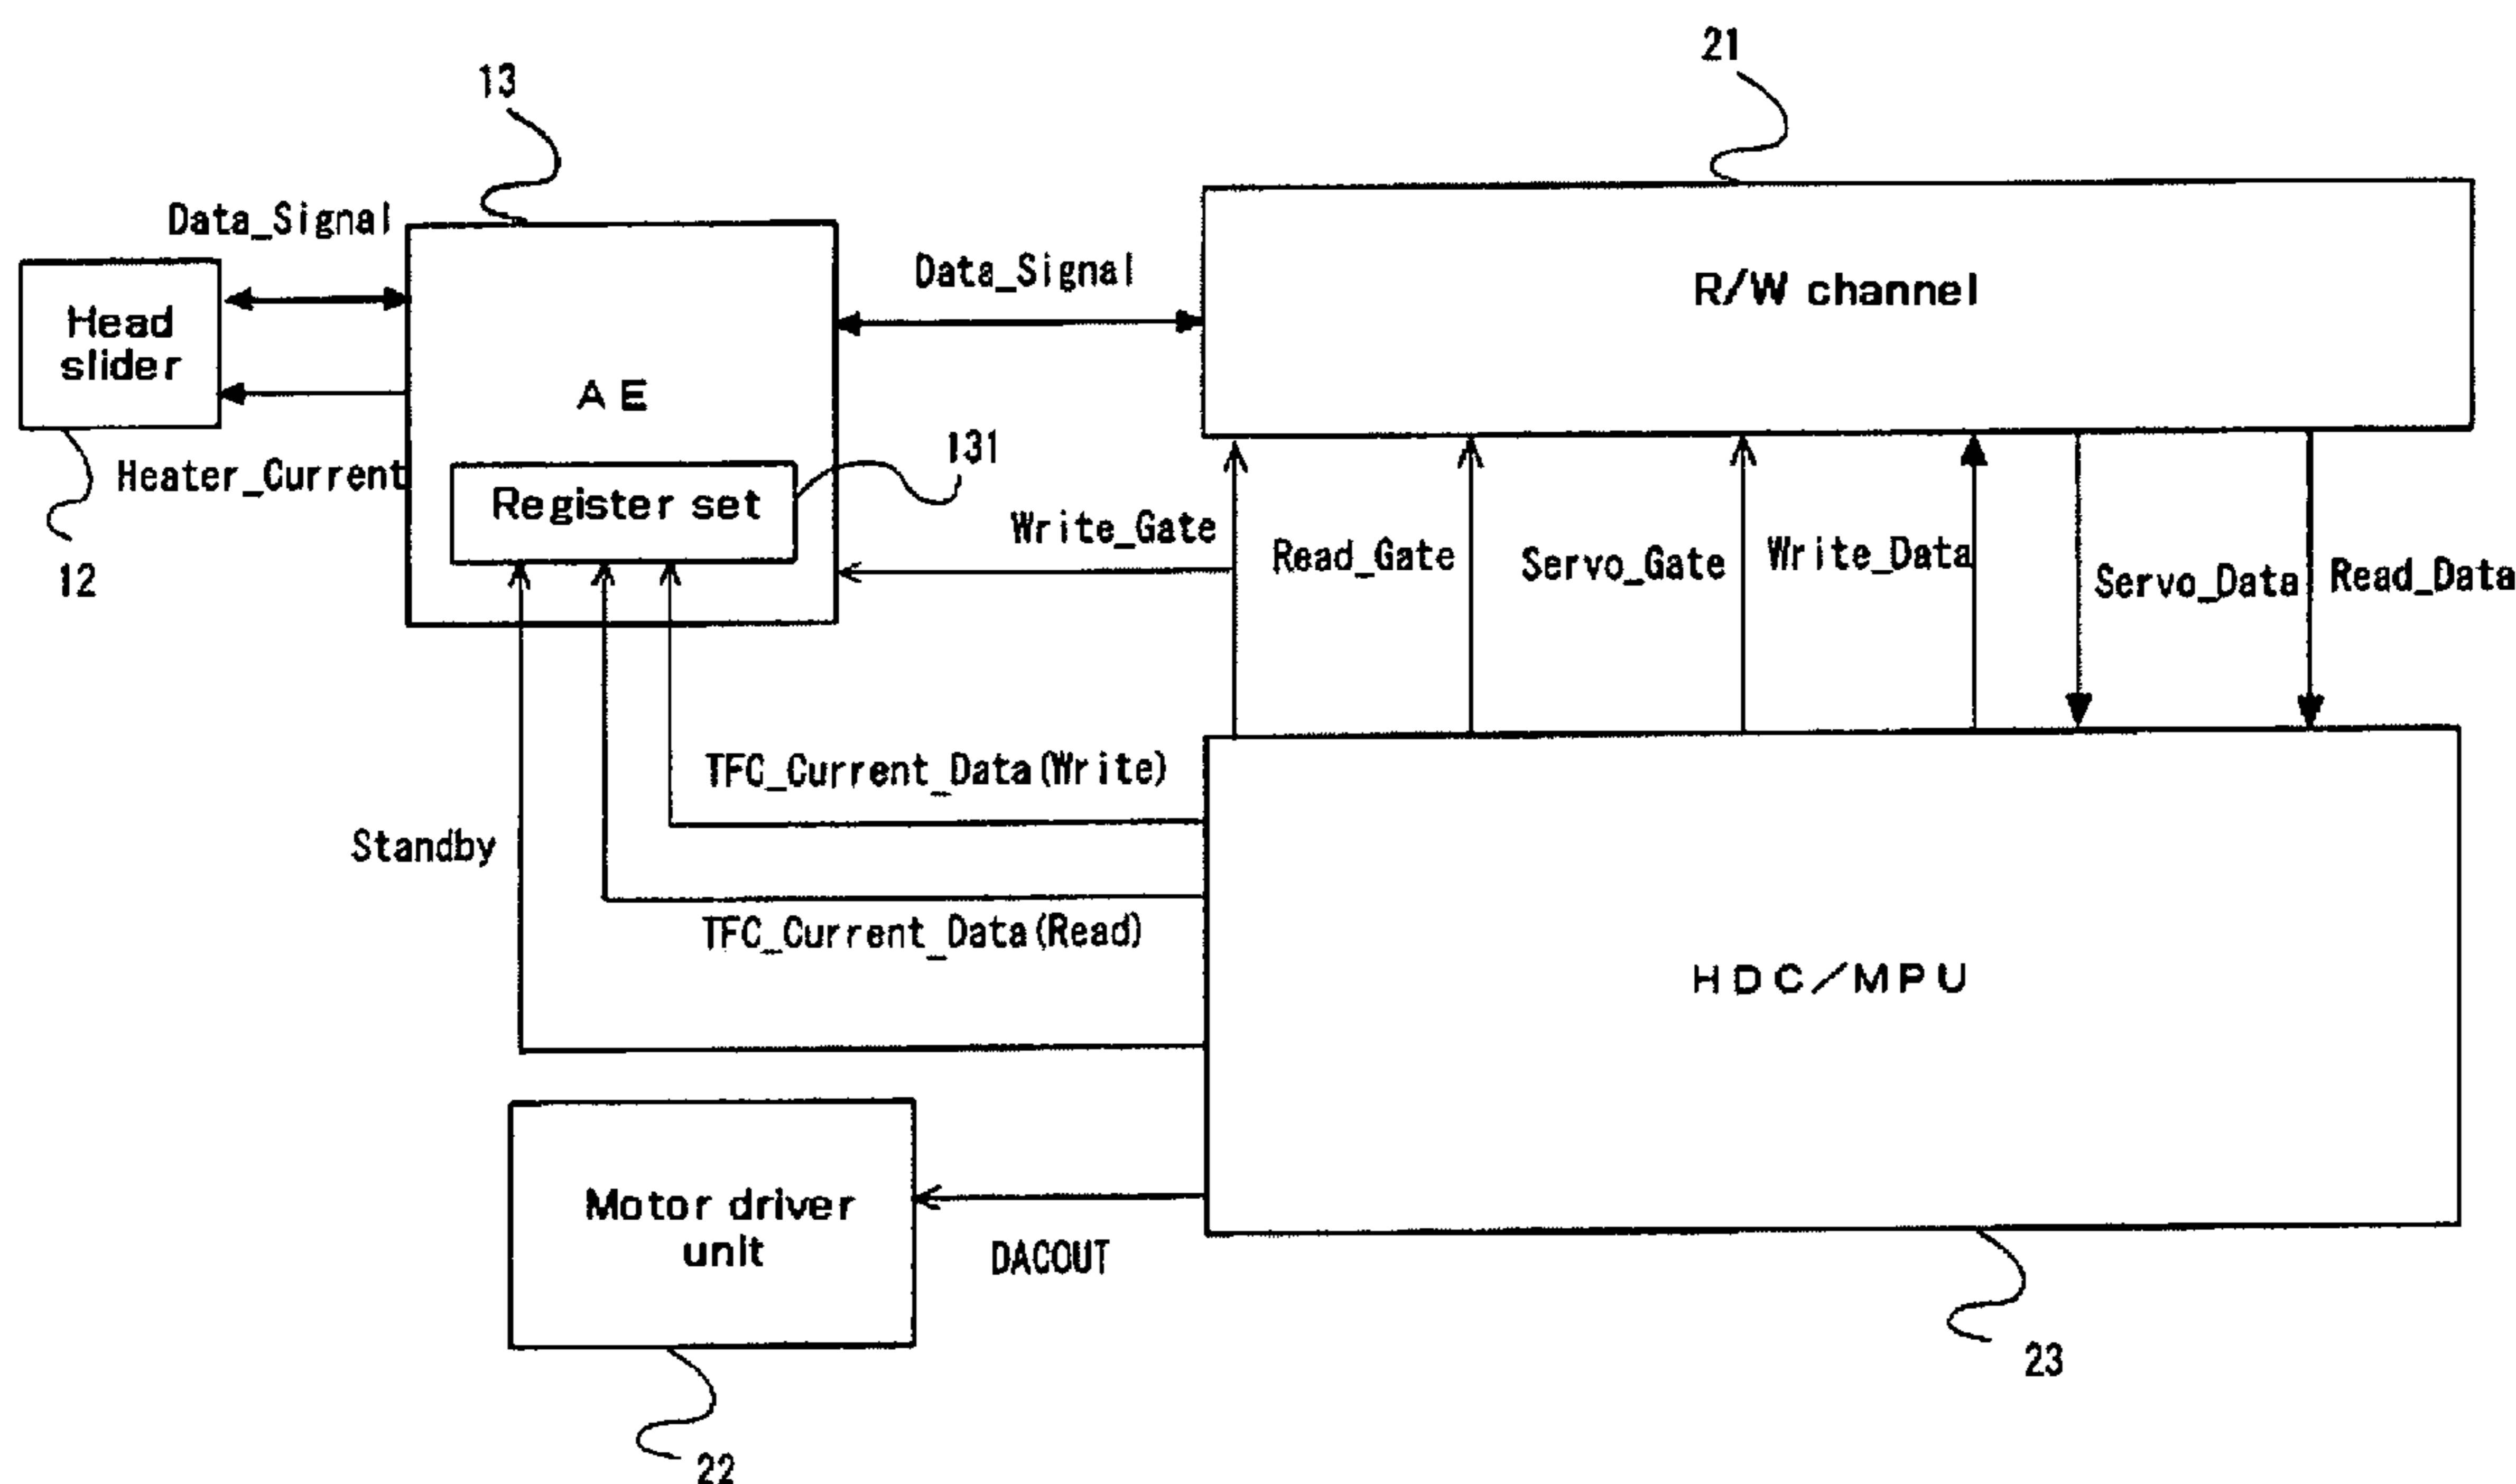 21
13
Data_Signal
Data_Signal
R/W channel
Head
slider
AE
131
Heater_Current
Register set
Write_Gate
Read_Gate
Servo_Gate
Write_Data
Servo_Data
Read_Data
12
TFC_Current_Data(Write)
Standby
TFC_Current_Data(Read)
HDC/MPU
Motor driver
unit
DACOUT
23
22